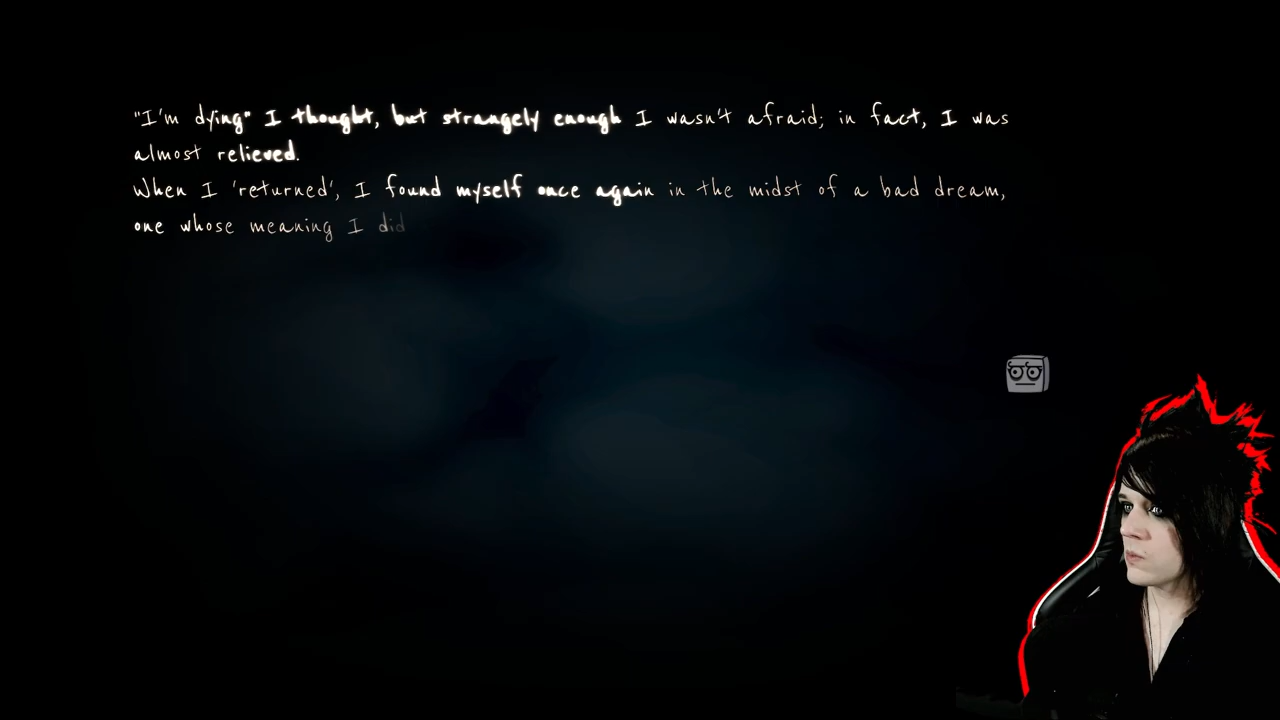 "I'm dying" I thought, but strangely enough I wasn't afraid; in fact, I was
almost relieved.
When I 'returned', I found myself once again in the midst of a bad dream,
one whose meaning I did